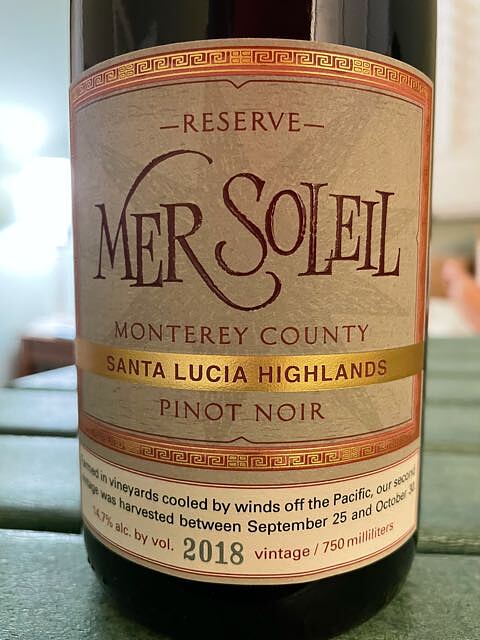 —RESERVE—
MER SOLEIL
MONTEREY COUNTY
SANTA LUCIA HIGHLANDS
PINOT NOIR
in vineyards cooled by winds off the Pacific, our second
was harvested between September 25 and October
14.7% alc. by vol. 2018 vintage / 750 milliliters